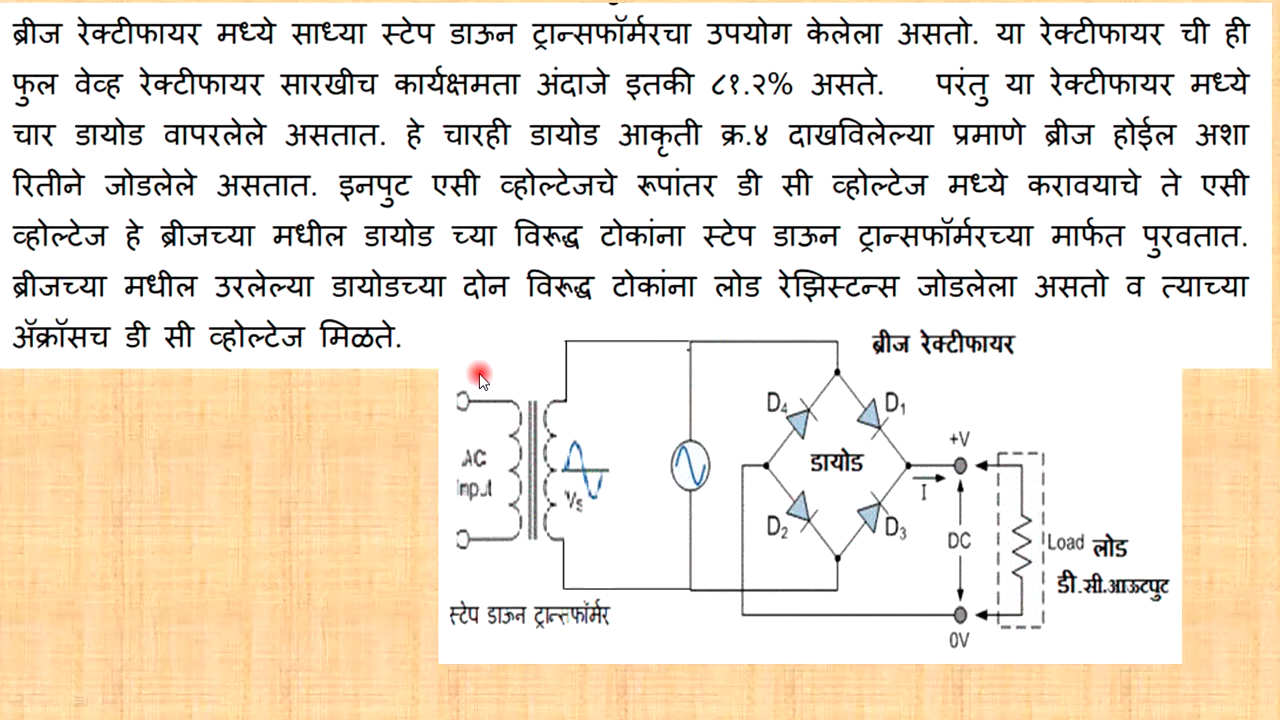 ब्रीज रेक्टीफायर मध्ये साध्या स्टेप डाऊन ट्रान्सफॉर्मरचा उपयोग केलेला असतो. या रेक्टीफायर ची ही
फुल वेव्ह रेक्टीफायर सारखीच कार्यक्षमता अंदाजे इतकी ८१.२% असते. परंतु या रेक्टीफायर मध्ये
चार डायोड वापरलेले असतात. हे चारही डायोड आकृती क्र.४ दाखविलेल्या प्रमाणे ब्रीज होईल अशा
रितीने जोडलेले असतात. इनपुट एसी व्होल्टेजचे रूपांतर डी सी व्होल्टेज मध्ये करावयाचे ते एसी
व्होल्टेज हे ब्रीजच्या मधील डायोड च्या विरूद्ध टोकांना स्टेप डाऊन ट्रान्सफॉर्मरच्या मार्फत पुरवतात.
ब्रीजच्या मधील उरलेल्या डायोडच्या दोन विरूद्ध टोकांना लोड रेझिस्टन्स जोडलेला असतो व त्याच्या
ॲक्रॉसच डी सी व्होल्टेज मिळते.
ब्रीज रेक्टीफायर
D4 D1
+V
AC
Input
डायोड
I
Vs
D2 D3
DC
Load लोड
डी.सी.आऊटपुट
स्टेप डाऊन ट्रान्सफॉर्मर
0V